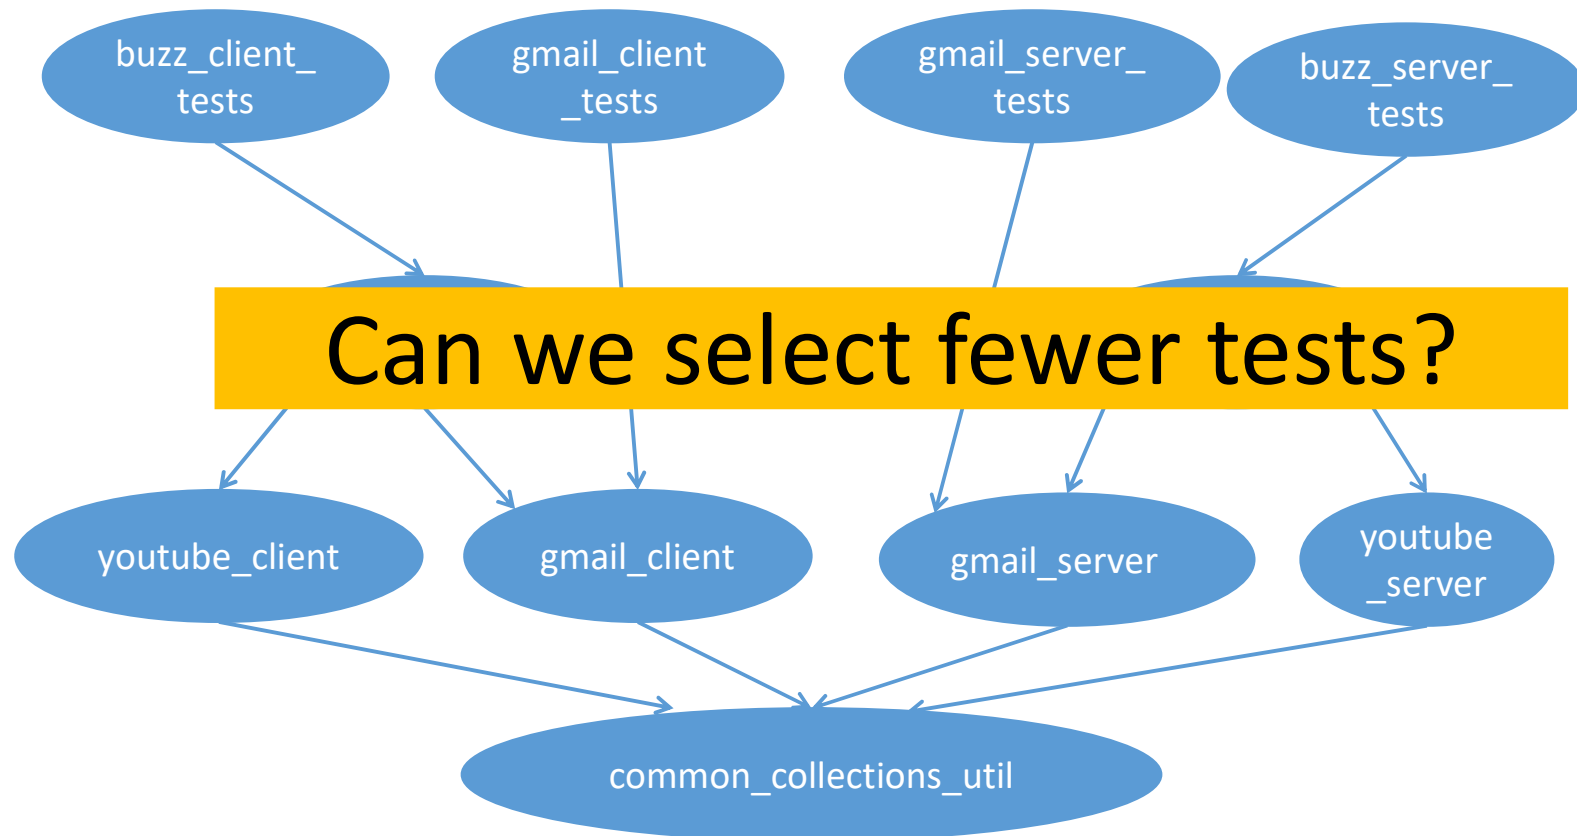 buzz_client_
tests
gmail_client
_tests
gmail_server_
tests
buzz_server_
tests
Can we select fewer tests?
youtube_client
gmail_client
gmail_server
youtube
_server
common_collections_util